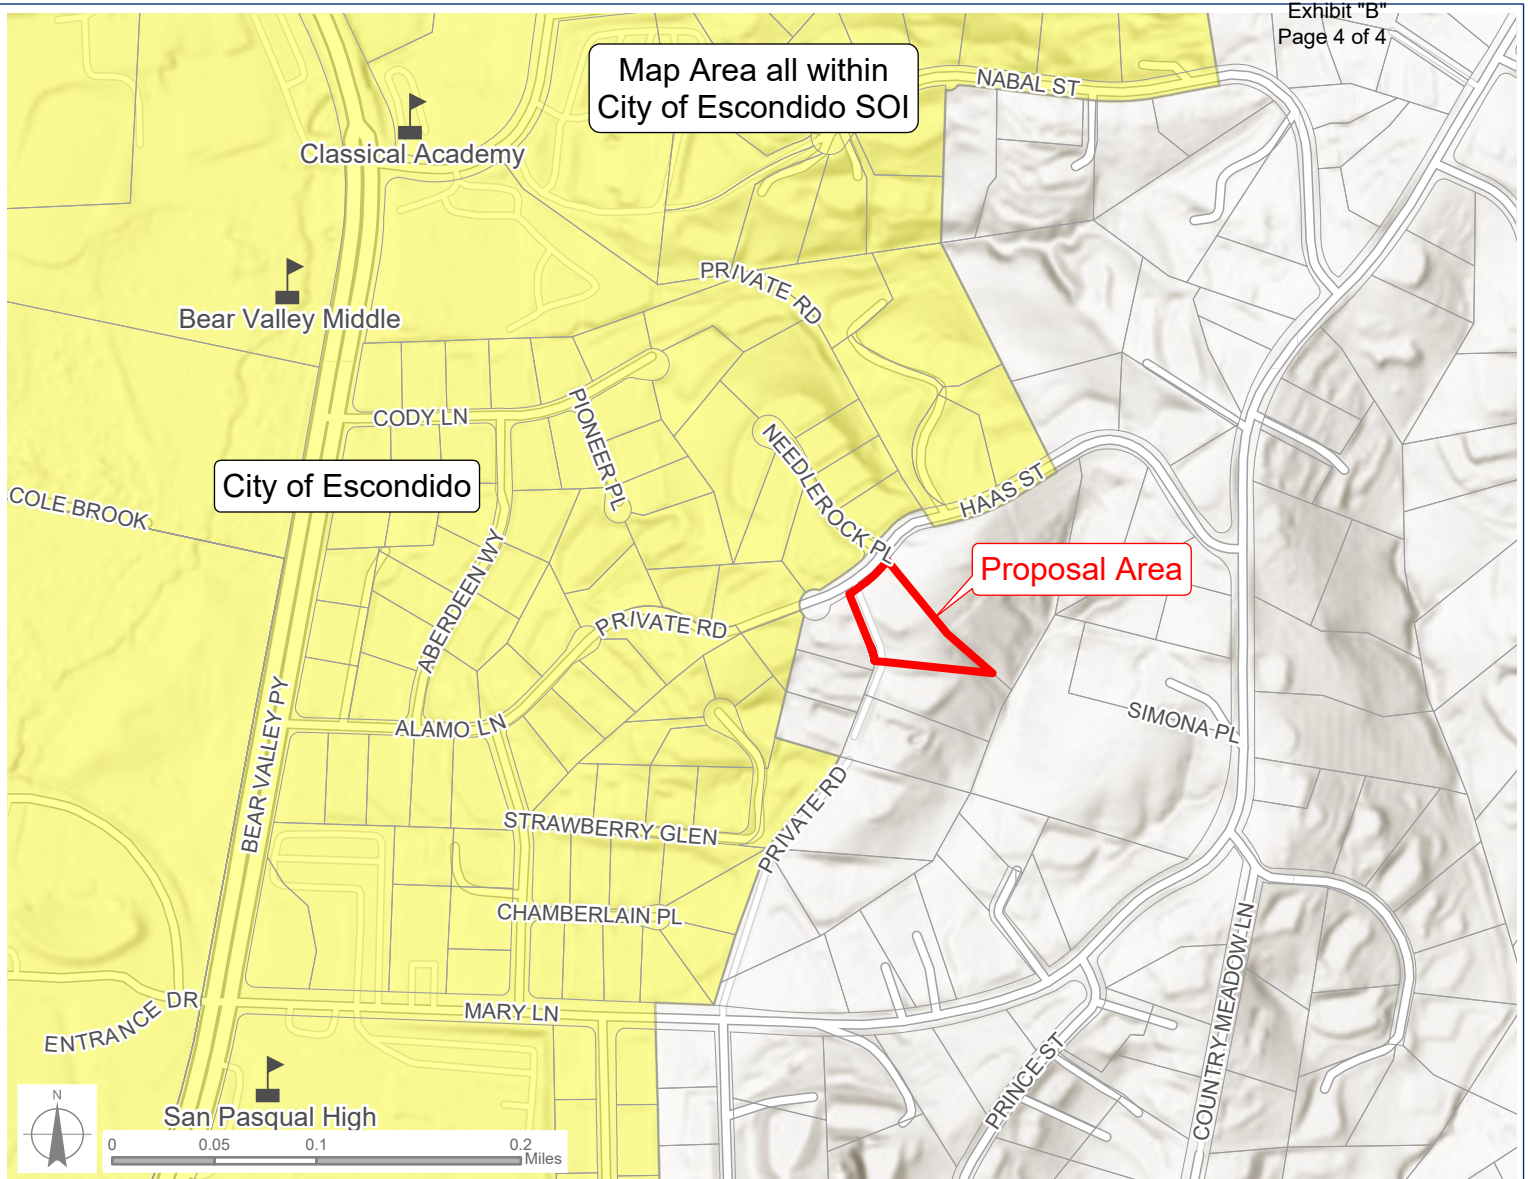 Exhibit "B"
Page 4 of 4
Map Area all within
City of Escondido SOI
NABAL ST
Classical Academy
PRIVATE RD
Bear Valley Middle
CODY LN
PIONEER PL
NEEDLEROCK PL
City of Escondido
HAAS ST
COLE BROOK
ABERDEEN WY
Proposal Area
PRIVATE RD
BEAR VALLEY PY
ALAMO LN
SIMONA PL
STRAWBERRY GLEN
PRIVATE RD
CHAMBERLAIN PL
COUNTRY MEADOW LN
ENTRANCE DR
MARY LN
PRINCE ST
San Pasqual High
N
0 0.05 0.1 0.2
Miles